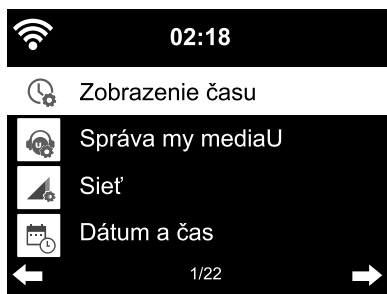 02:18
Zobrazenie času
Správa my mediaU
Sieť
Dátum a čas
1/22